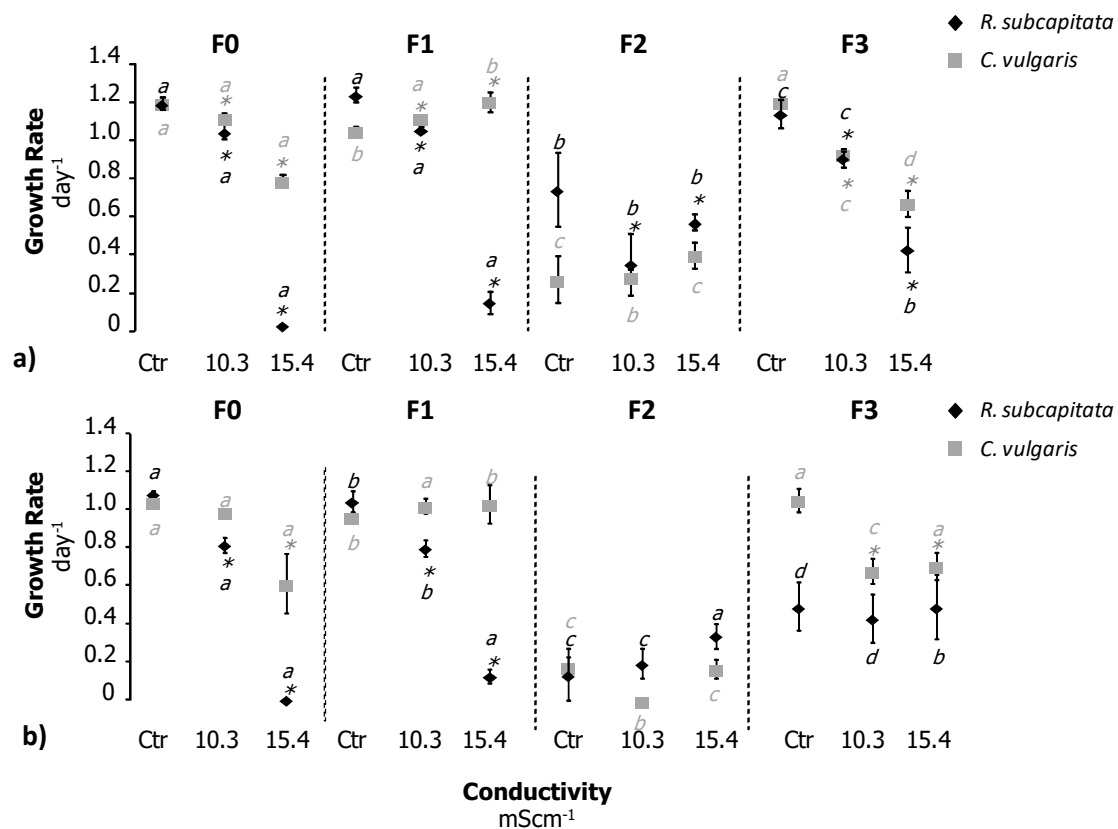 R. subcapitata
C. vulgaris
F0 F1 F2 F3
1.4
1.2
1.0
0.8
0.6
0.4
0.2
0
Growth Rate
day-1
a a * a a * a a * a *
a b a * * a b * a *
b c b * b b * c
a c c * * c d * * b
a) Ctr 10.3 15.4 Ctr 10.3 15.4 Ctr 10.3 15.4 Ctr 10.3 15.4
F0 F1 F2 F3
R. subcapitata
C. vulgaris
1.4
1.2
1.0
0.8
0.6
0.4
0.2
0
Growth Rate
day-1
a a a * a a * a *
b b a * b b a *
c c c b a c
a d c * d a * b
b) Ctr 10.3 15.4 Ctr 10.3 15.4 Ctr 10.3 15.4 Ctr 10.3 15.4
Conductivity
mScm-1